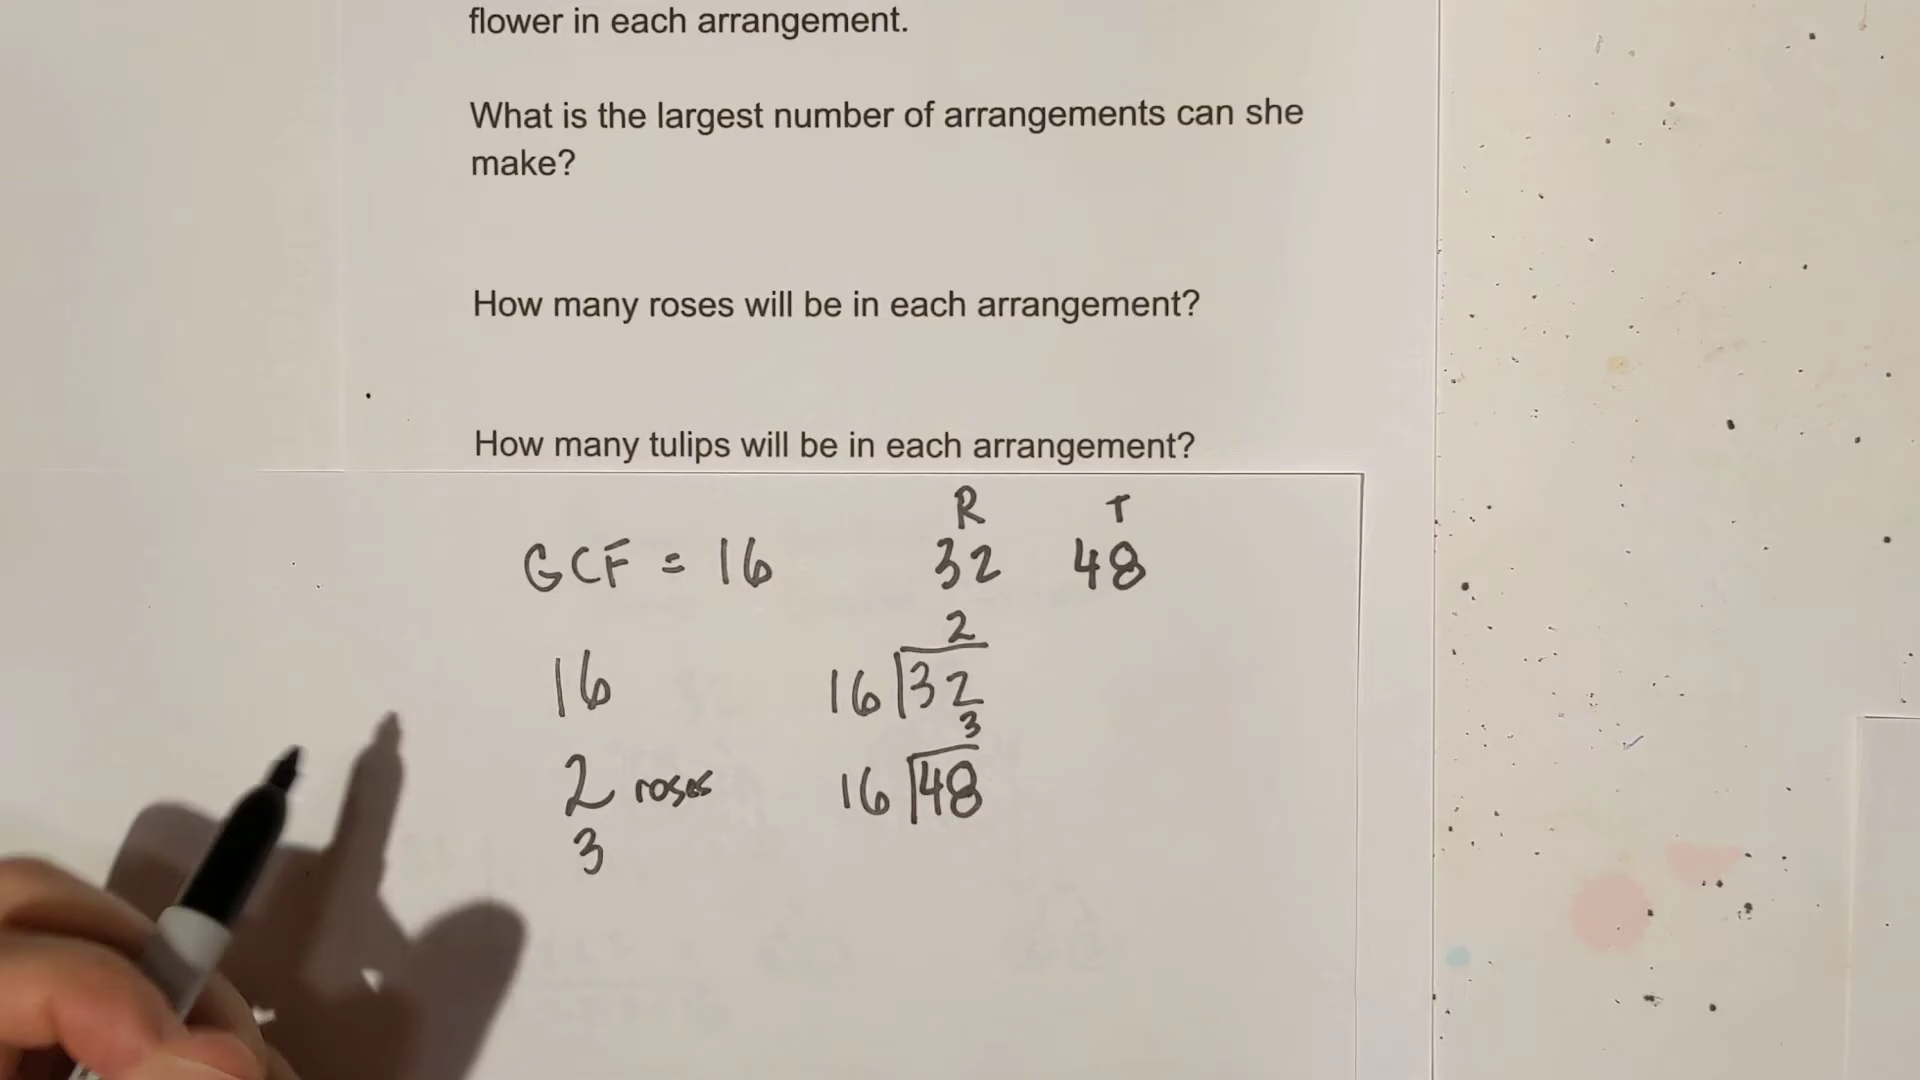 flower in each arrangement.
What is the largest number of arrangements can she
make?
How many roses will be in each arrangement?
How many tulips will be in each arrangement?
R T
GCF = 16 32 48
2
16 16 32
3
2 roses 16 48
3